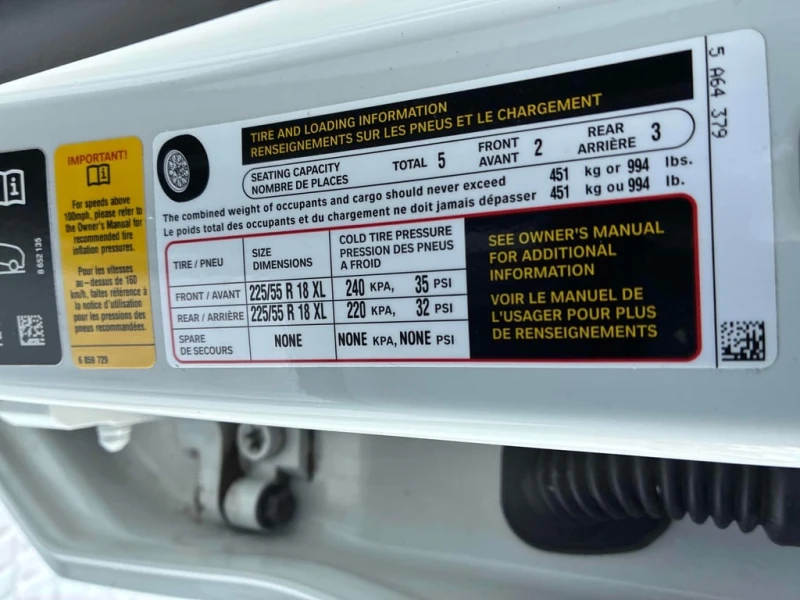 IMPORTANT!
For speeds above
100mph, please refer to
the Owner's Manual for
recommended tire
inflation pressures.
Pour les vitesses
au-dessus de 160
km/h, faites référence à
la notice d'utilisation
pour les pressions des
pneus recommandées.
6 856 729
8 652 135
TIRE AND LOADING INFORMATION
RENSEIGNEMENTS SUR LES PNEUS ET LE CHARGEMENT
SEATING CAPACITY
NOMBRE DE PLACES
TOTAL 5
FRONT
AVANT 2
REAR
ARRIÈRE 3
The combined weight of occupants and cargo should never exceed 451 kg or 994 lbs.
Le poids total des occupants et du chargement ne doit jamais dépasser 451 kg ou 994 lb.
TIRE / PNEU
SIZE
DIMENSIONS
COLD TIRE PRESSURE
PRESSION DES PNEUS
A FROID
FRONT / AVANT 225/55 R 18 XL 240 KPA, 35 PSI
REAR / ARRIÈRE 225/55 R 18 XL 220 KPA, 32 PSI
SPARE
DE SECOURS
NONE
NONE KPA, NONE PSI
SEE OWNER'S MANUAL
FOR ADDITIONAL
INFORMATION
VOIR LE MANUEL DE
L'USAGER POUR PLUS
DE RENSEIGNEMENTS
5 A64 379